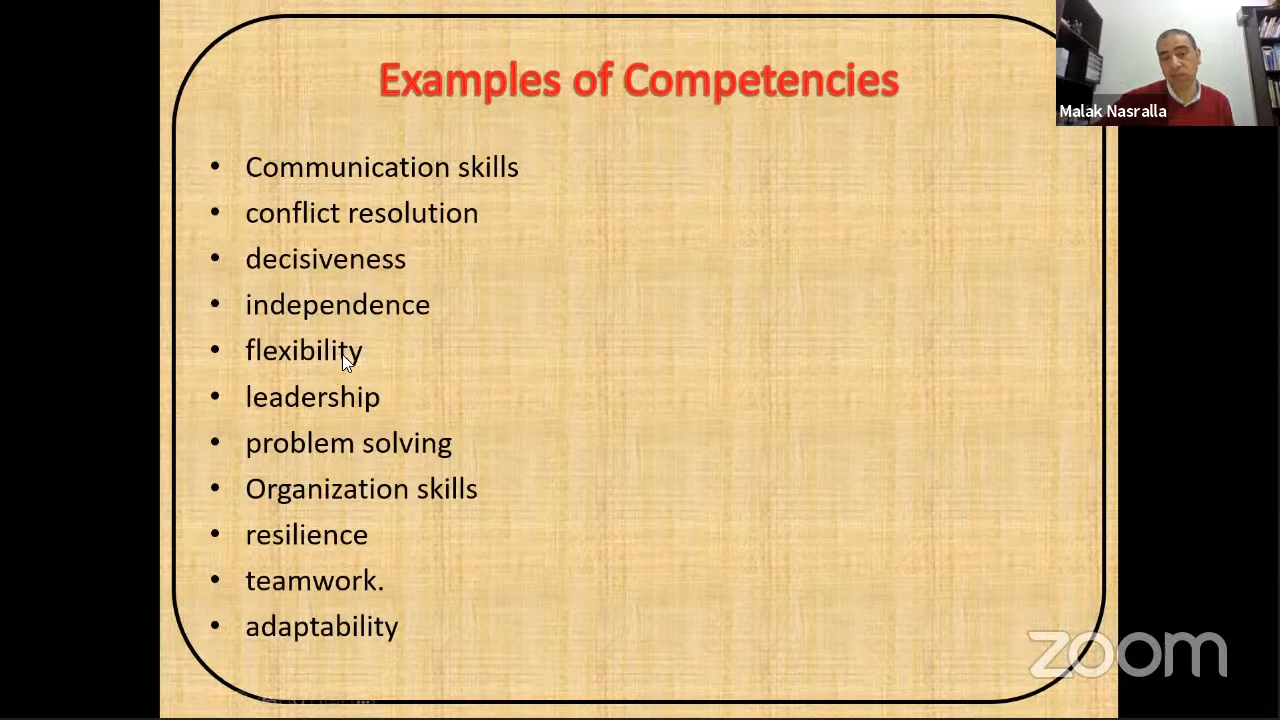 Examples of Competencies
Malak Nasralla
• Communication skills
• conflict resolution
• decisiveness
• independence
• flexibility
• leadership
• problem solving
• Organization skills
• resilience
• teamwork.
• adaptability
zoom